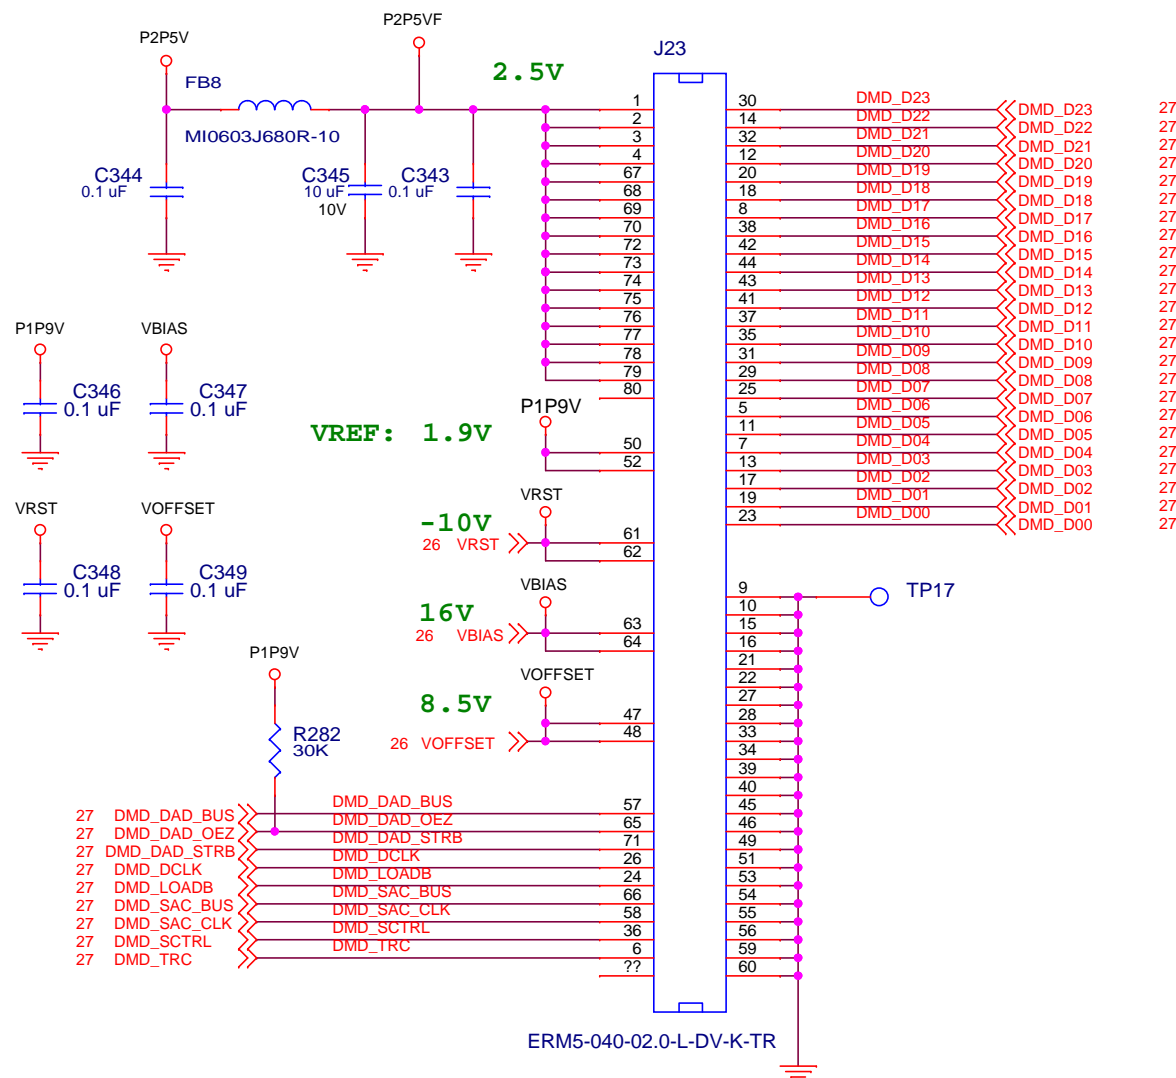 P2P5V
P2P5VF
FB8
MI0603J680R-10
2.5V
C344
0.1 uF
C345
10 uF
10V
C343
0.1 uF
P1P9V
VBIAS
C346
0.1 uF
C347
0.1 uF
VRST
VOFFSET
C348
0.1 uF
C349
0.1 uF
J23
1
2
3
4
67
68
69
70
72
73
74
75
76
77
78
79
80
P1P9V
VREF: 1.9V
50
52
VRST
-10V
26 VRST
61
62
VBIAS
16V
26 VBIAS
63
64
VOFFSET
8.5V
26 VOFFSET
47
48
P1P9V
R282
30K
27 DMD_DAD_BUS DMD_DAD_BUS 57
27 DMD_DAD_OEZ DMD_DAD_OEZ 65
27 DMD_DAD_STRB DMD_DAD_STRB 71
27 DMD_DCLK DMD_DCLK 26
27 DMD_LOADB DMD_LOADB 24
27 DMD_SAC_BUS DMD_SAC_BUS 66
27 DMD_SAC_CLK DMD_SAC_CLK 58
27 DMD_SCTRL DMD_SCTRL 36
27 DMD_TRC DMD_TRC 6
??
30 DMD_D23 DMD_D23 27
14 DMD_D22 DMD_D22 27
32 DMD_D21 DMD_D21 27
12 DMD_D20 DMD_D20 27
20 DMD_D19 DMD_D19 27
18 DMD_D18 DMD_D18 27
8 DMD_D17 DMD_D17 27
38 DMD_D16 DMD_D16 27
42 DMD_D15 DMD_D15 27
44 DMD_D14 DMD_D14 27
43 DMD_D13 DMD_D13 27
41 DMD_D12 DMD_D12 27
37 DMD_D11 DMD_D11 27
35 DMD_D10 DMD_D10 27
31 DMD_D09 DMD_D09 27
29 DMD_D08 DMD_D08 27
25 DMD_D07 DMD_D07 27
5 DMD_D06 DMD_D06 27
11 DMD_D05 DMD_D05 27
7 DMD_D04 DMD_D04 27
13 DMD_D03 DMD_D03 27
17 DMD_D02 DMD_D02 27
19 DMD_D01 DMD_D01 27
23 DMD_D00 DMD_D00 27
9
10
15
16
21
22
27
28
33
34
39
40
45
46
49
51
53
54
55
56
59
60
TP17
ERM5-040-02.0-L-DV-K-TR